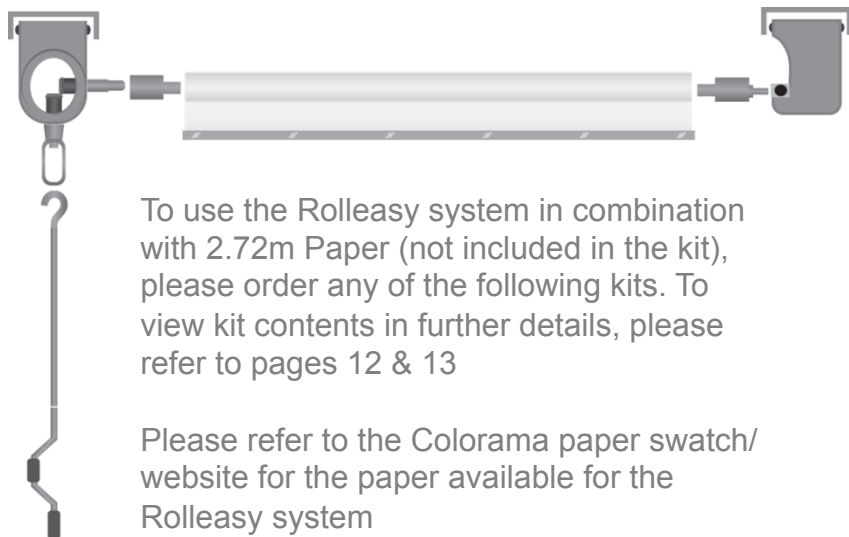 To use the Rolleasy system in combination
with 2.72m Paper (not included in the kit),
please order any of the following kits. To
view kit contents in further details, please
refer to pages 12 & 13
Please refer to the Colorama paper swatch/
website for the paper available for the
Rolleasy system